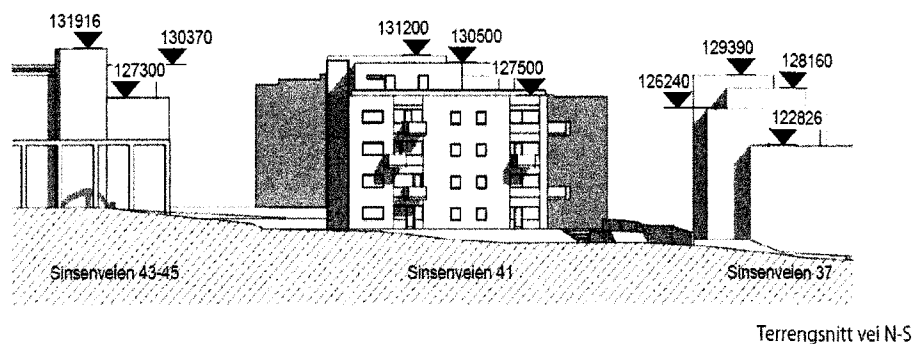 131916
130370
127300
131200
130500
127500
129390
128160
126240
122826
Sinsenveien 43-45
Sinsenveien 41
Sinsenveien 37
Terrengsnitt vei N-S